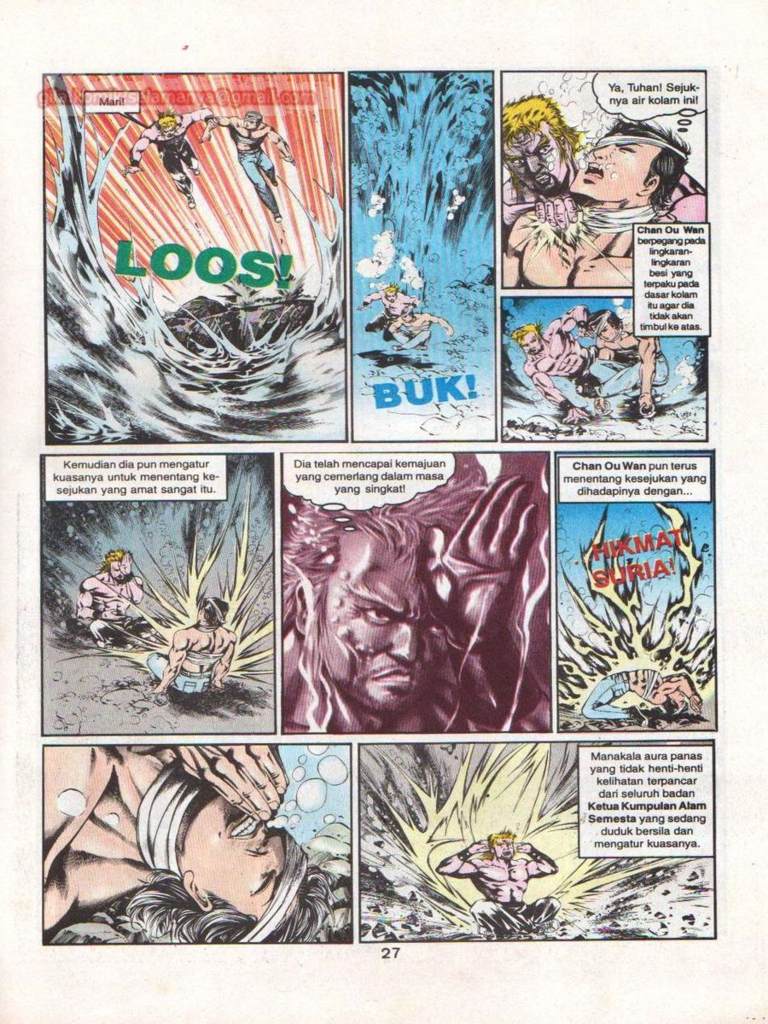 Mari!
LOOS!
BUK!
Ya, Tuhan! Sejuk-
nya air kolam ini!
Chan Ou Wan
berpegang pada
lingkaran-
lingkaran
besi yang
terpaku pada
dasar kolam
itu agar dia
tidak akan
timbul ke atas.
Kemudian dia pun mengatur
kuasanya untuk menentang ke-
sejukan yang amat sangat itu.
Dia telah mencapai kemajuan
yang cemerlang dalam masa
yang singkat!
Chan Ou Wan pun terus
menentang kesejukan yang
dihadapinya dengan...
HIKMAT
SURIA!
Manakala aura panas
yang tidak henti-henti
kelihatan terpancar
dari seluruh badan
Ketua Kumpulan Alam
Semesta yang sedang
duduk bersila dan
mengatur kuasanya.
27